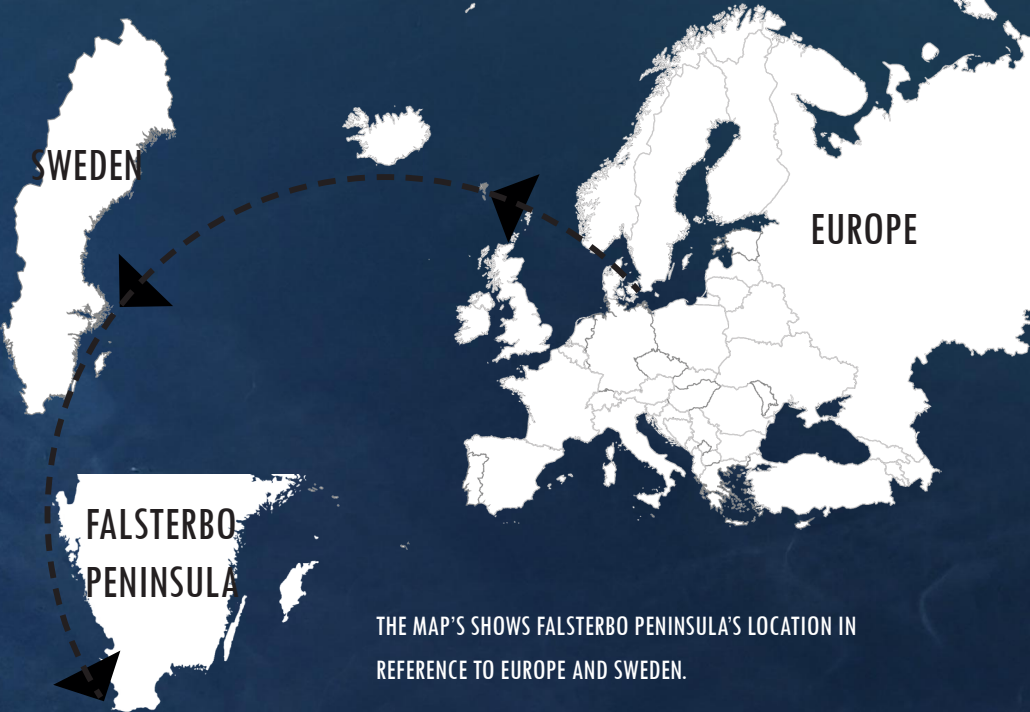 SWEDEN
EUROPE
FALSTERBO
PENINSULA
THE MAP'S SHOWS FALSTERBO PENINSULA'S LOCATION IN
REFERENCE TO EUROPE AND SWEDEN.